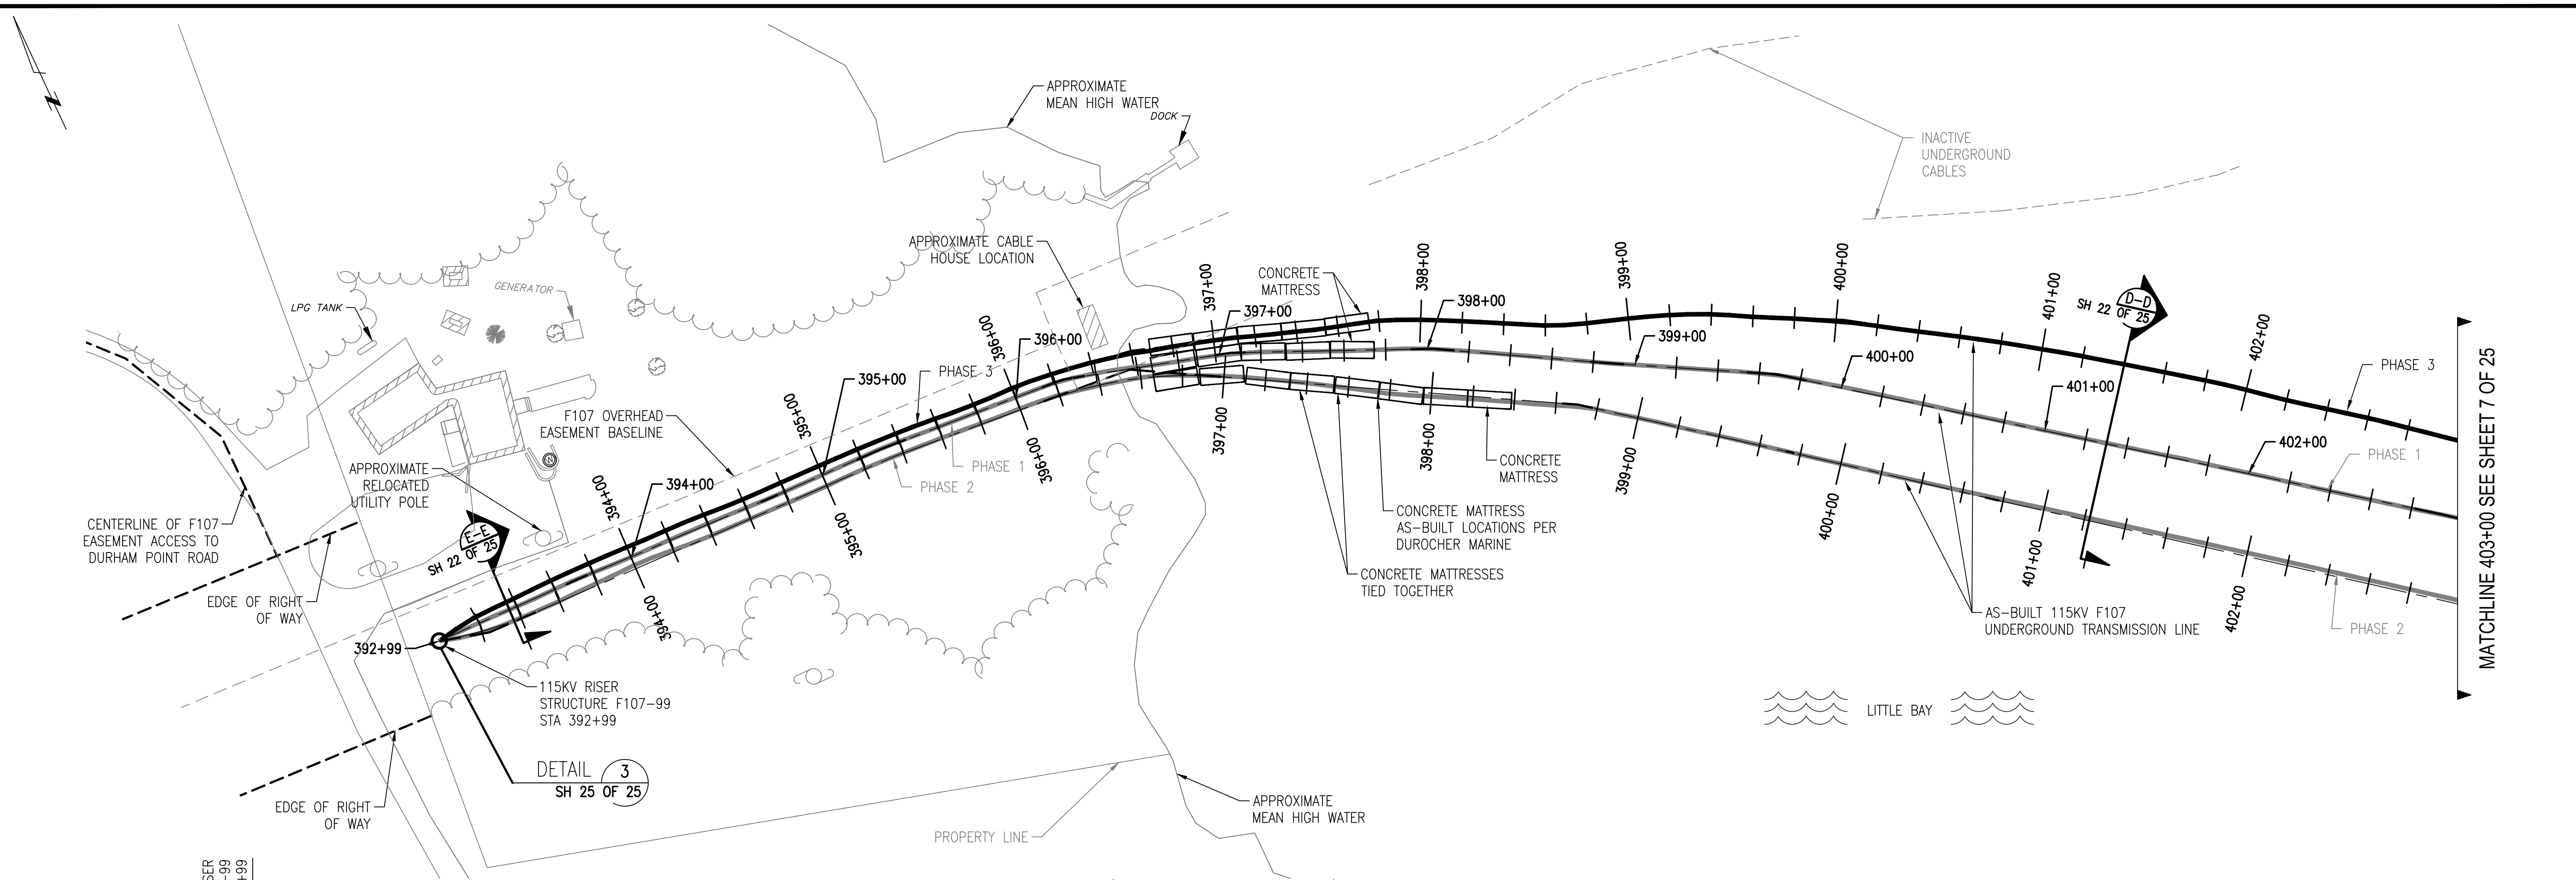 APPROXIMATE
MEAN HIGH WATER
DOCK
INACTIVE
UNDERGROUND
CABLES
APPROXIMATE CABLE
HOUSE LOCATION
CONCRETE
MATTRESS
GENERATOR
LPG TANK
397+00
398+00
399+00
400+00
401+00
402+00
D-D
SH 22 OF 25
397+00
398+00
399+00
400+00
401+00
402+00
PHASE 3
PHASE 1
PHASE 2
MATCHLINE 403+00 SEE SHEET 7 OF 25
396+00
396+00
395+00
PHASE 3
395+00
F107 OVERHEAD
EASEMENT BASELINE
394+00
394+00
PHASE 1
PHASE 2
396+00
395+00
394+00
397+00
398+00
399+00
400+00
401+00
402+00
APPROXIMATE
RELOCATED
UTILITY POLE
E-E
SH 22 OF 25
CENTERLINE OF F107
EASEMENT ACCESS TO
DURHAM POINT ROAD
EDGE OF RIGHT
OF WAY
CONCRETE
MATTRESS
CONCRETE MATTRESS
AS-BUILT LOCATIONS PER
DUROCHER MARINE
CONCRETE MATTRESSES
TIED TOGETHER
AS-BUILT 115KV F107
UNDERGROUND TRANSMISSION LINE
392+99
115KV RISER
STRUCTURE F107-99
STA 392+99
LITTLE BAY
DETAIL 3
SH 25 OF 25
EDGE OF RIGHT
OF WAY
APPROXIMATE
MEAN HIGH WATER
PROPERTY LINE
N
W